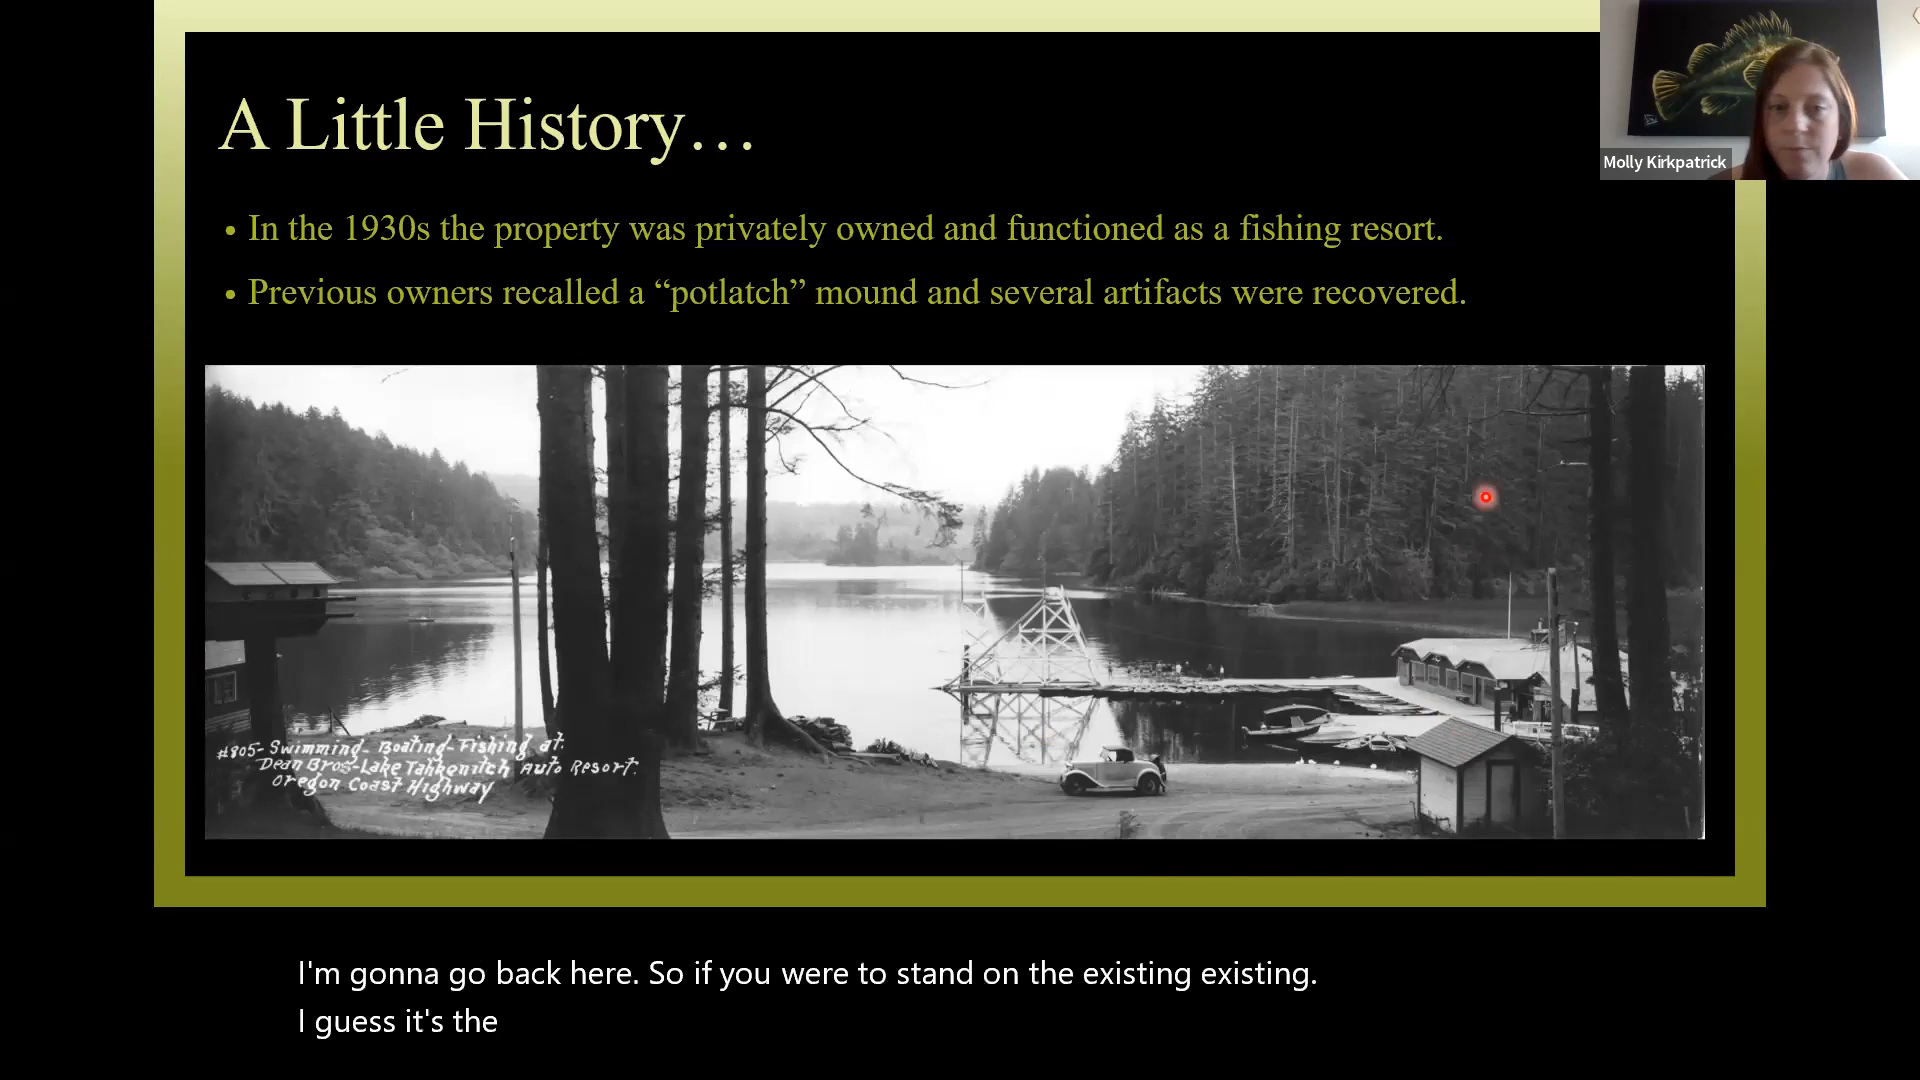 A Little History…
• In the 1930s the property was privately owned and functioned as a fishing resort.
• Previous owners recalled a “potlatch” mound and several artifacts were recovered.
Molly Kirkpatrick
#805- Swimming- Boating- Fishing at.
Dean Bros- Lake Tahkenitch Auto Resort.
Oregon Coast Highway
I'm gonna go back here. So if you were to stand on the existing existing.
I guess it's the